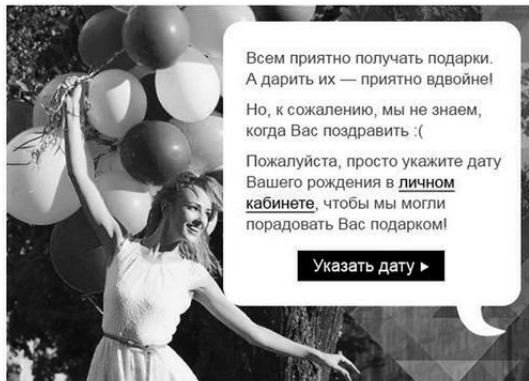 Всем приятно получать подарки.
А дарить их — приятно вдвойне!
Но, к сожалению, мы не знаем,
когда Вас поздравить :(
Пожалуйста, просто укажите дату
Вашего рождения в личном
кабинете, чтобы мы могли
порадовать Вас подарком!
Указать дату ▸